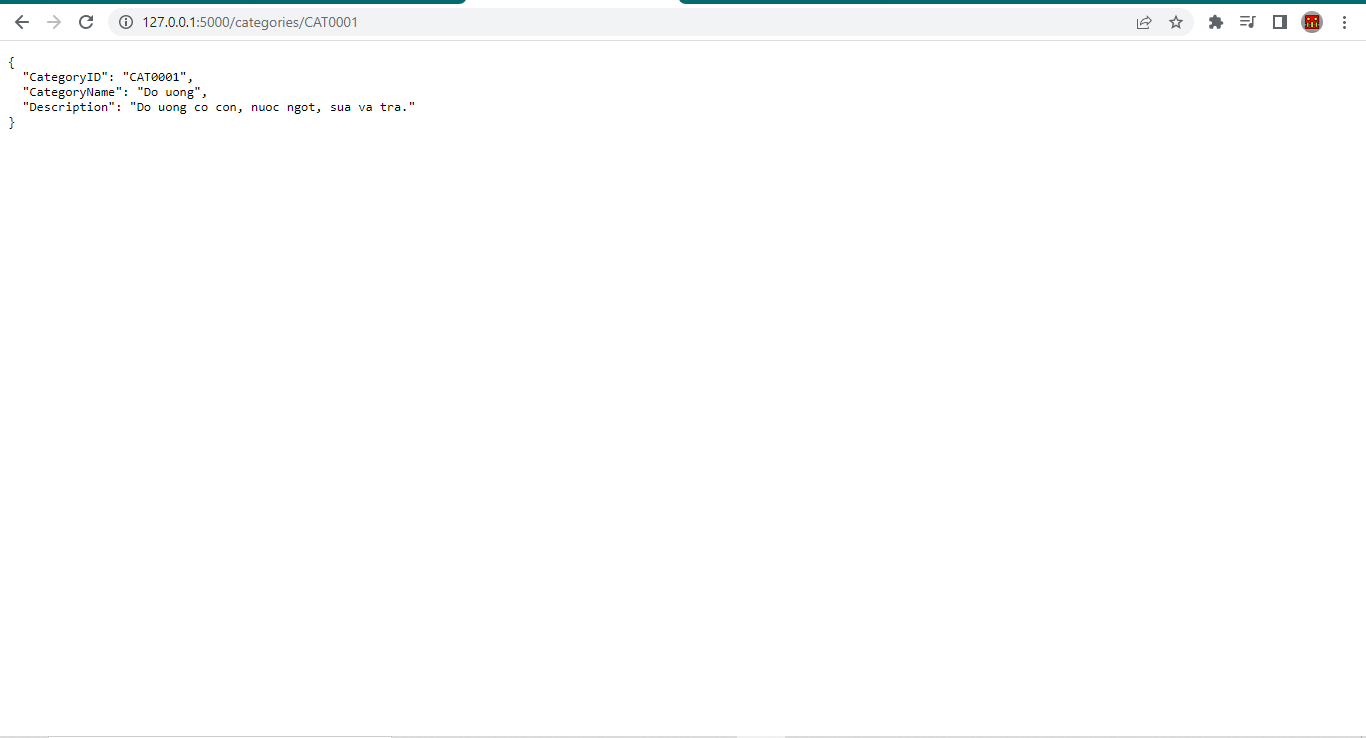 127.0.0.1:5000/categories/CAT0001
{
  "CategoryID": "CAT0001",
  "CategoryName": "Do uong",
  "Description": "Do uong co con, nuoc ngot, sua va tra."
}